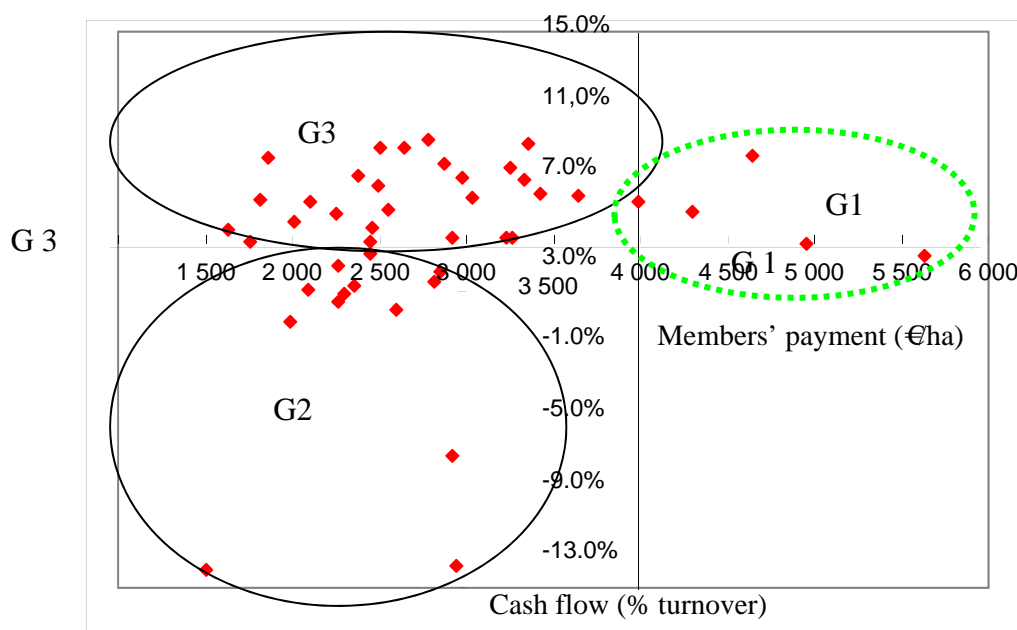 15.0%
11,0%
G3
7.0%
G1
G 3
3.0%
G 1
1 500 2 000 2 500 3 000 3 500 4 000 4 500 5 000 5 500 6 000
-1.0%
Members’ payment (€/ha)
G2
-5.0%
-9.0%
-13.0%
Cash flow (% turnover)